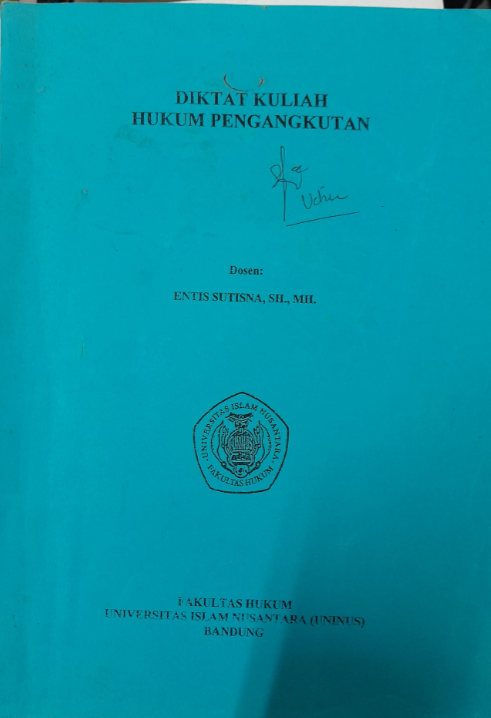 DIKTAT KULIAH
HUKUM PENGANGKUTAN
Dosen:
ENTIS SUTISNA, SH., MH.
UNIVERSITAS ISLAM NUSANTARA
FAKULTAS HUKUM
FAKULTAS HUKUM
UNIVERSITAS ISLAM NUSANTARA (UNINUS)
BANDUNG